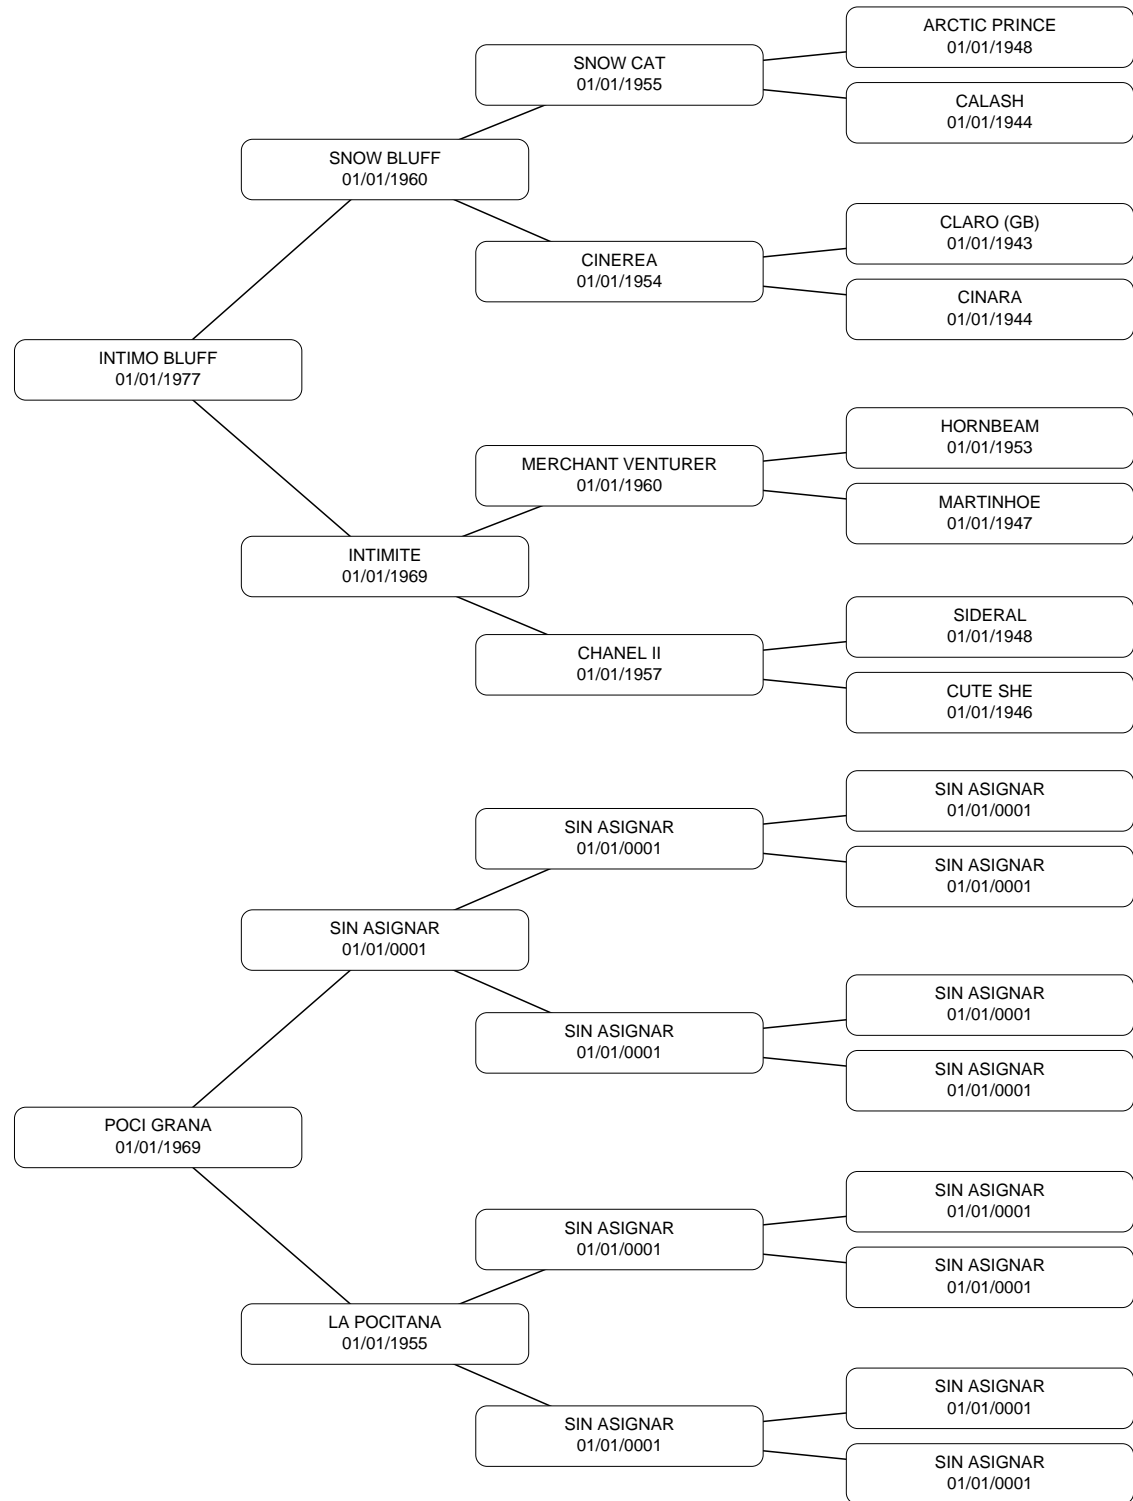 ARCTIC PRINCE
01/01/1948
SNOW CAT
01/01/1955
CALASH
01/01/1944
SNOW BLUFF
01/01/1960
CLARO (GB)
01/01/1943
CINEREA
01/01/1954
CINARA
01/01/1944
INTIMO BLUFF
01/01/1977
HORNBEAM
01/01/1953
MERCHANT VENTURER
01/01/1960
MARTINHOE
01/01/1947
INTIMITE
01/01/1969
SIDERAL
01/01/1948
CHANEL II
01/01/1957
CUTE SHE
01/01/1946
SIN ASIGNAR
01/01/0001
SIN ASIGNAR
01/01/0001
SIN ASIGNAR
01/01/0001
SIN ASIGNAR
01/01/0001
SIN ASIGNAR
01/01/0001
SIN ASIGNAR
01/01/0001
SIN ASIGNAR
01/01/0001
POCI GRANA
01/01/1969
SIN ASIGNAR
01/01/0001
SIN ASIGNAR
01/01/0001
SIN ASIGNAR
01/01/0001
LA POCITANA
01/01/1955
SIN ASIGNAR
01/01/0001
SIN ASIGNAR
01/01/0001
SIN ASIGNAR
01/01/0001